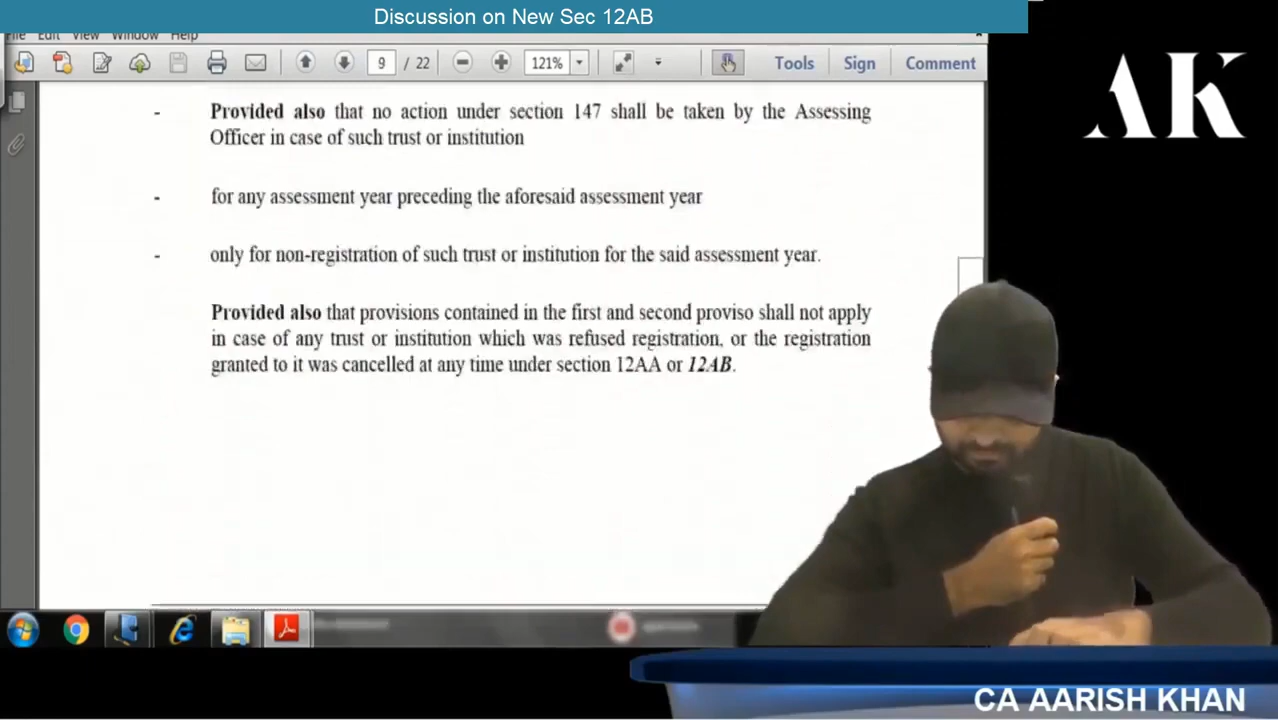 Discussion on New Sec 12AB
File Edit View Window Help
9 / 22 121% Tools Sign Comment
AK
- Provided also that no action under section 147 shall be taken by the Assessing
Officer in case of such trust or institution
- for any assessment year preceding the aforesaid assessment year
- only for non-registration of such trust or institution for the said assessment year.
Provided also that provisions contained in the first and second proviso shall not apply
in case of any trust or institution which was refused registration, or the registration
granted to it was cancelled at any time under section 12AA or 12AB.
CA AARISH KHAN